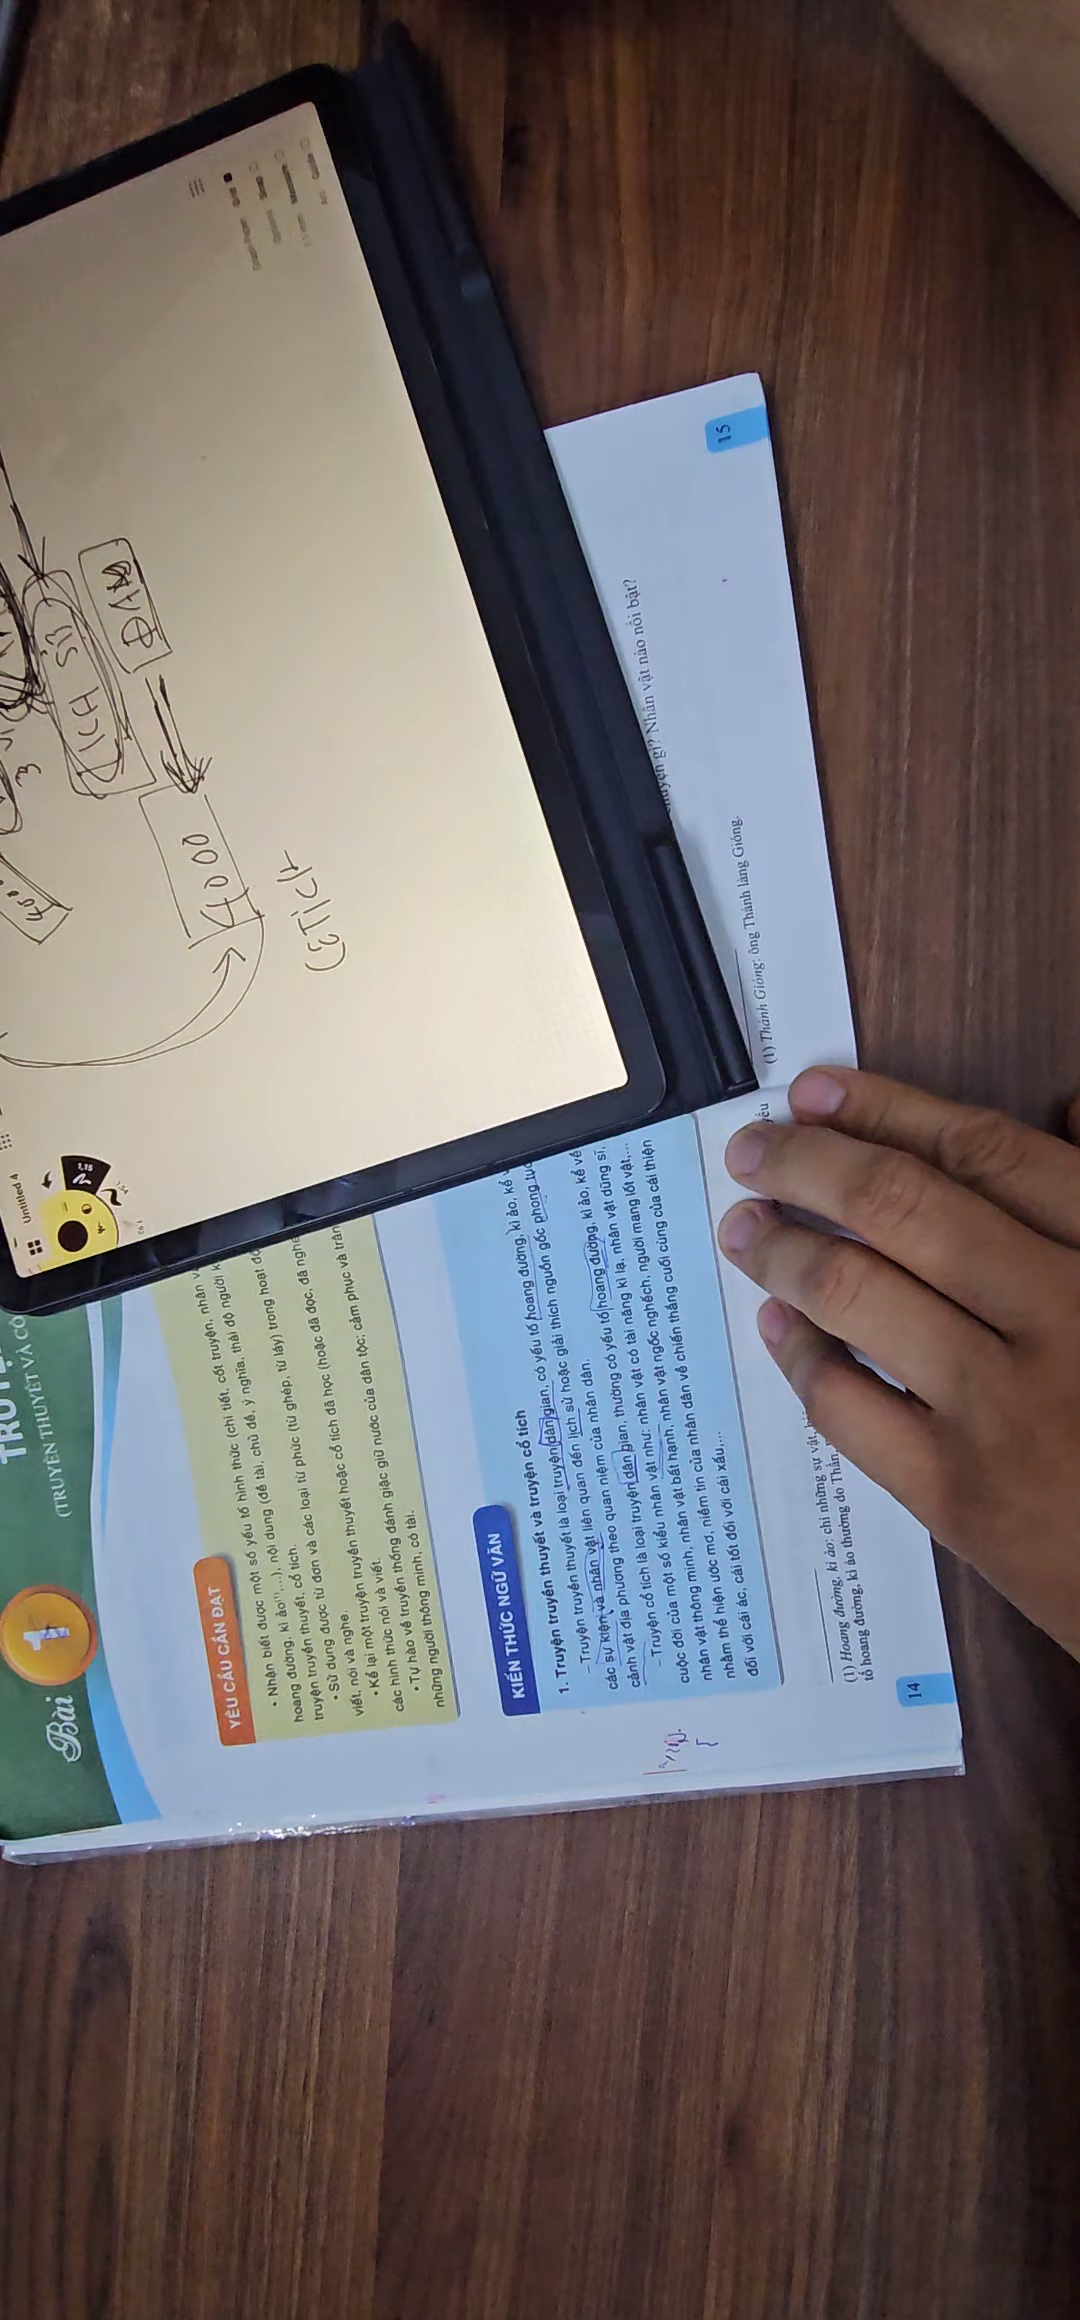 Bài 1
(TRUYỀN THUYẾT VÀ CỔ
YÊU CẦU CẦN ĐẠT
• Nhận biết được một số yếu tố hình thức (chi tiết, cốt truyện, nhân v
hoang đường, kì ảo⁽¹⁾,...), nội dung (đề tài, chủ đề, ý nghĩa, thái độ người k
truyện truyền thuyết, cổ tích.
• Sử dụng được từ đơn và các loại từ phức (từ ghép, từ láy) trong hoạt độ
viết, nói và nghe.
• Kể lại một truyện truyền thuyết hoặc cổ tích đã học (hoặc đã đọc, đã nghe
các hình thức nói và viết.
• Tự hào về truyền thống đánh giặc giữ nước của dân tộc; cảm phục và trân
những người thông minh, có tài.
KIẾN THỨC NGỮ VĂN
1. Truyện truyền thuyết và truyện cổ tích
– Truyện truyền thuyết là loại truyện dân gian, có yếu tố hoang đường, kì ảo, kể v
các sự kiện và nhân vật liên quan đến lịch sử hoặc giải thích nguồn gốc phong tục
cảnh vật địa phương theo quan niệm của nhân dân.
– Truyện cổ tích là loại truyện dân gian, thường có yếu tố hoang đường, kì ảo, kể về
cuộc đời của một số kiểu nhân vật như: nhân vật có tài năng kì lạ, nhân vật dũng sĩ,
nhân vật thông minh, nhân vật bất hạnh, nhân vật ngốc nghếch, người mang lốt vật,...
nhằm thể hiện ước mơ, niềm tin của nhân dân về chiến thắng cuối cùng của cái thiện
đối với cái ác, cái tốt đối với cái xấu,...
(1) Hoang đường, kì ảo: chỉ những sự vật,
tố hoang đường, kì ảo thường do Thần,
yếu
14
Untitled 4
1,15
3
LỊCH SỬ
4000
CTICH
Grid
Snap
Measure
Guide
chuyện gì? Nhân vật nào nổi bật?
(1) Thánh Gióng: ông Thánh làng Gióng.
15